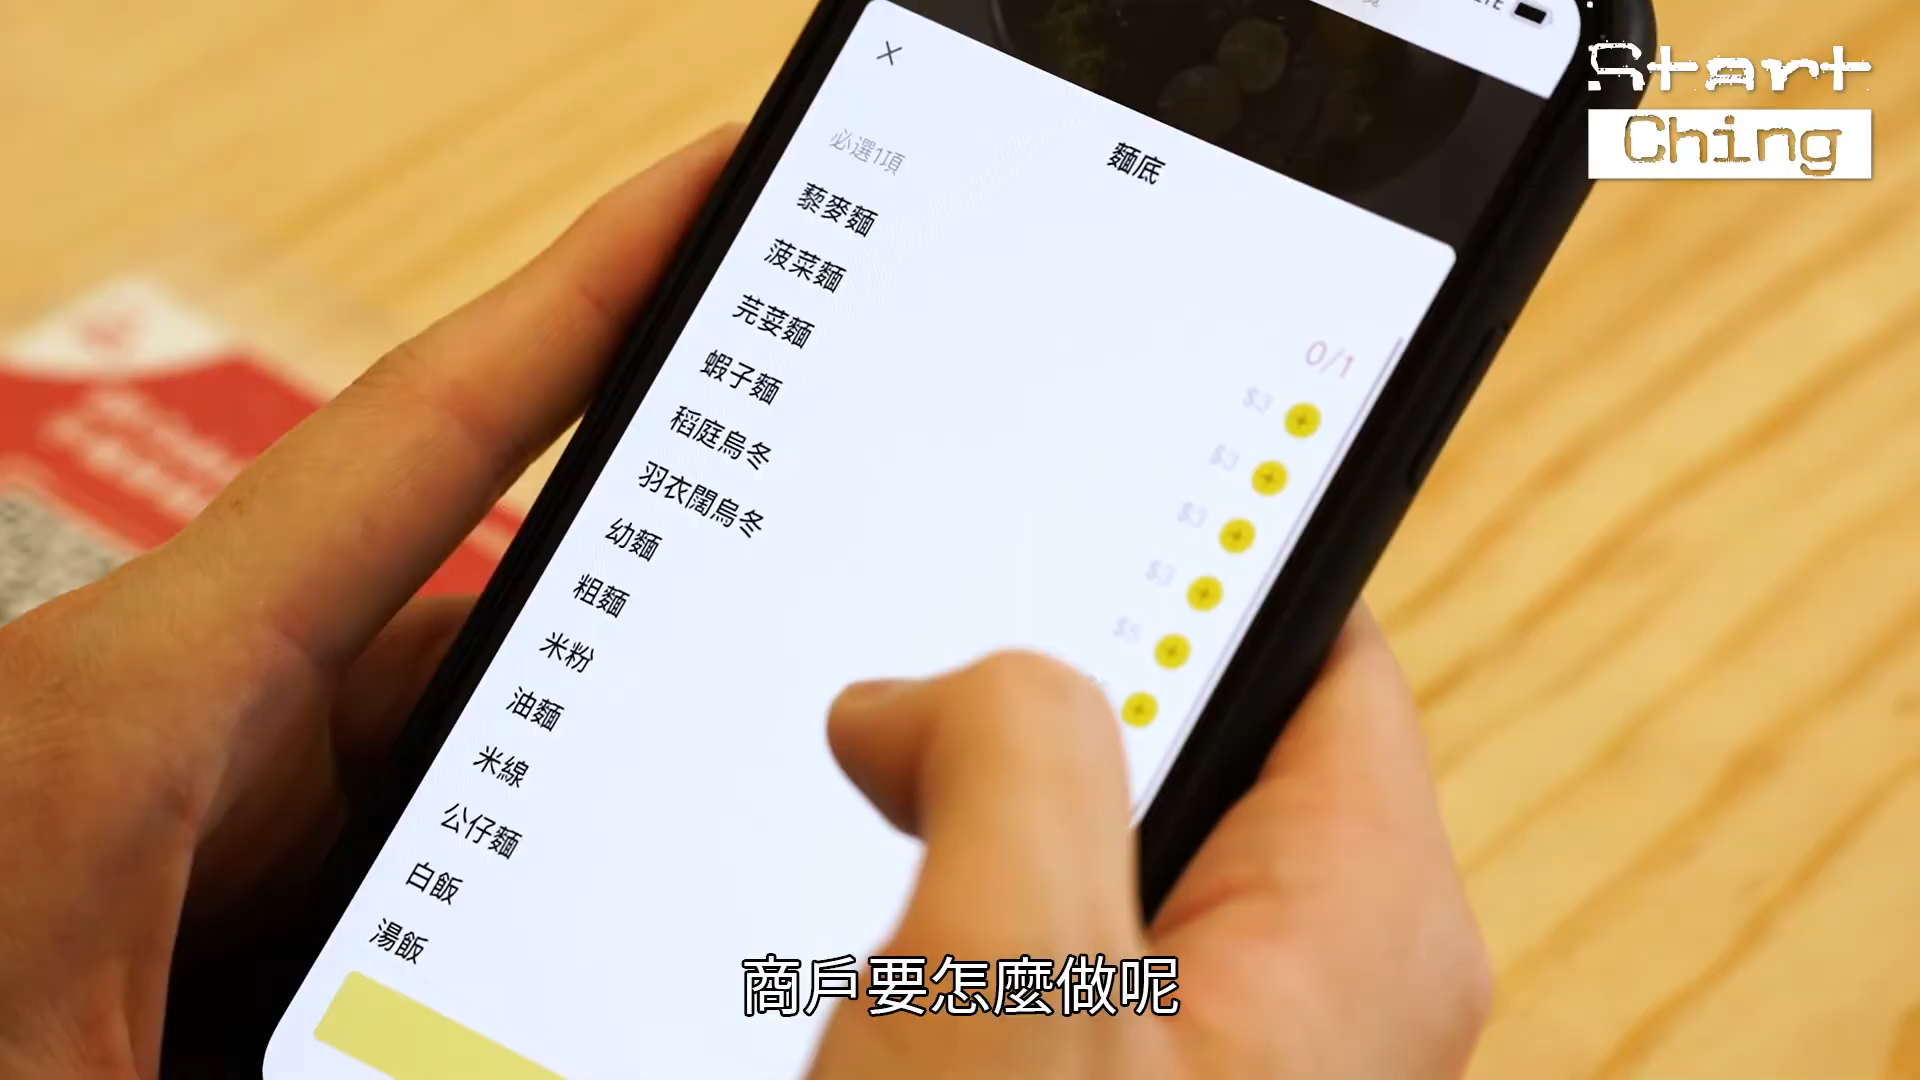 Start
Ching
麵底
必選1項
0/1
藜麥麵
$3
菠菜麵
$3
芫荽麵
$3
蝦子麵
$3
稻庭烏冬
$5
羽衣闊烏冬
幼麵
粗麵
米粉
油麵
米線
公仔麵
白飯
湯飯
商戶要怎麼做呢